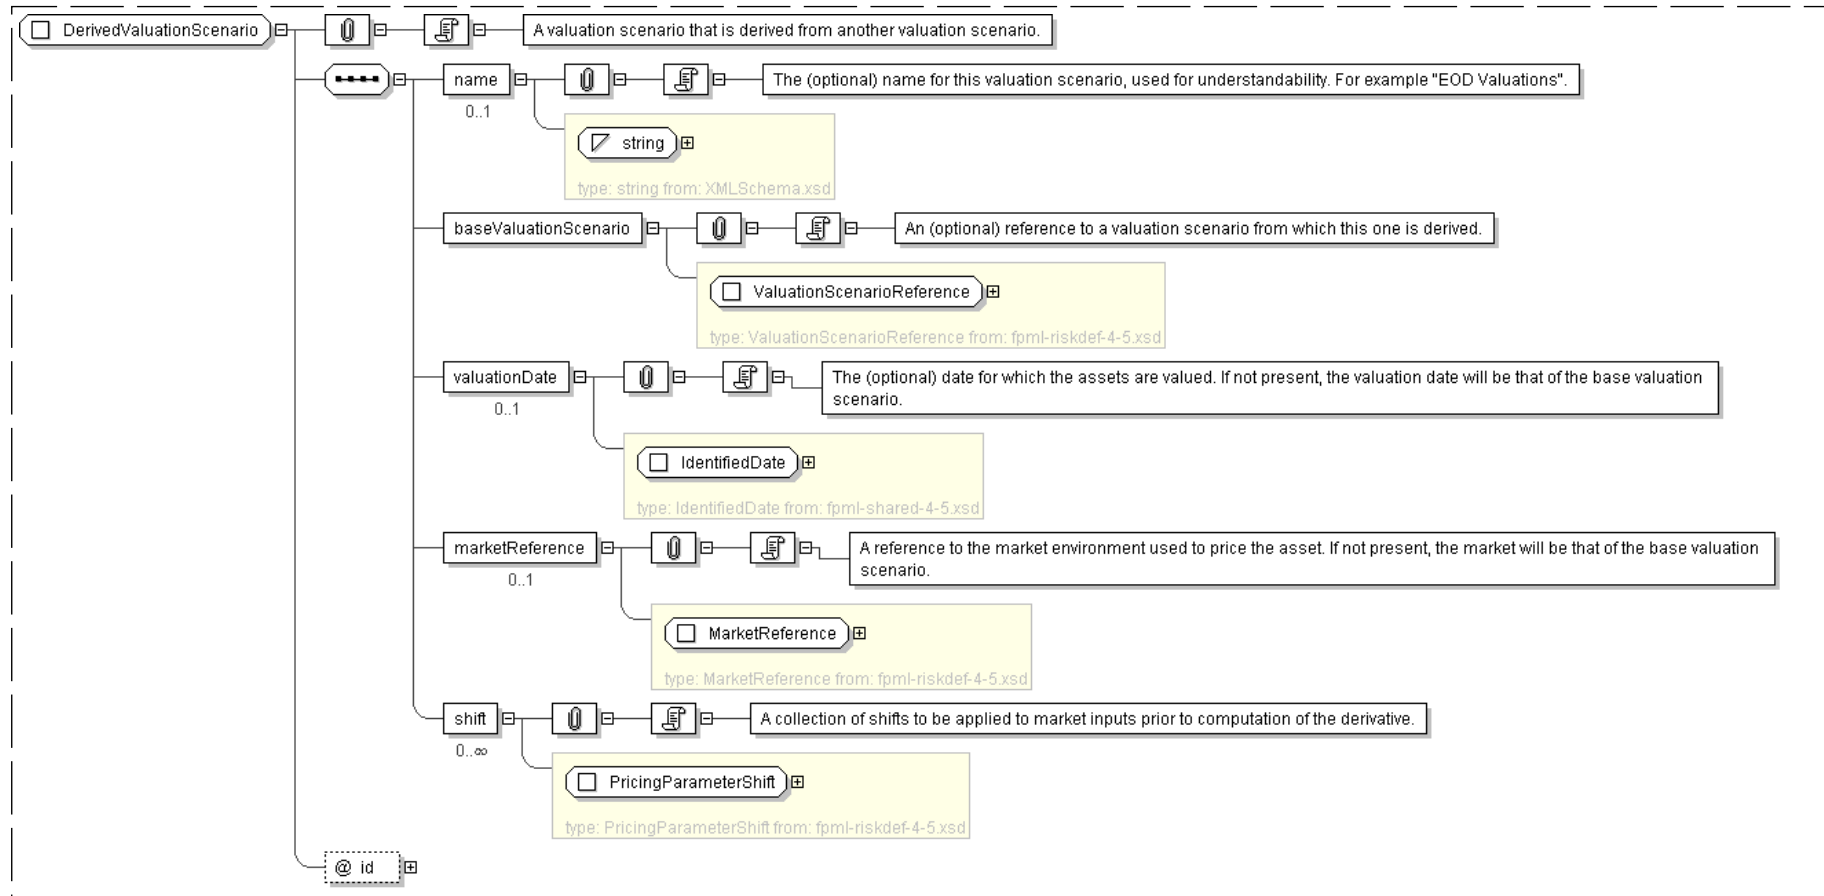 DerivedValuationScenario
A valuation scenario that is derived from another valuation scenario.
name
The (optional) name for this valuation scenario, used for understandability. For example "EOD Valuations".
0..1
string
type: string from: XMLSchema.xsd
baseValuationScenario
An (optional) reference to a valuation scenario from which this one is derived.
ValuationScenarioReference
type: ValuationScenarioReference from: fpml-riskdef-4-5.xsd
valuationDate
The (optional) date for which the assets are valued. If not present, the valuation date will be that of the base valuation
scenario.
0..1
IdentifiedDate
type: IdentifiedDate from: fpml-shared-4-5.xsd
marketReference
A reference to the market environment used to price the asset. If not present, the market will be that of the base valuation
scenario.
0..1
MarketReference
type: MarketReference from: fpml-riskdef-4-5.xsd
shift
A collection of shifts to be applied to market inputs prior to computation of the derivative.
0..∞
PricingParameterShift
type: PricingParameterShift from: fpml-riskdef-4-5.xsd
@ id